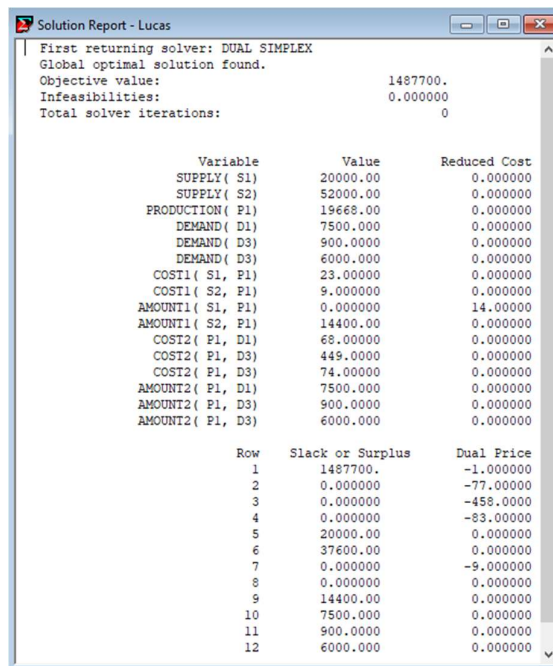 Solution Report - Lucas
First returning solver: DUAL SIMPLEX
Global optimal solution found.
Objective value: 1487700.
Infeasibilities: 0.000000
Total solver iterations: 0
Variable Value Reduced Cost
SUPPLY( S1) 20000.00 0.000000
SUPPLY( S2) 52000.00 0.000000
PRODUCTION( P1) 19668.00 0.000000
DEMAND( D1) 7500.000 0.000000
DEMAND( D3) 900.0000 0.000000
DEMAND( D3) 6000.000 0.000000
COST1( S1, P1) 23.00000 0.000000
COST1( S2, P1) 9.000000 0.000000
AMOUNT1( S1, P1) 0.000000 14.00000
AMOUNT1( S2, P1) 14400.00 0.000000
COST2( P1, D1) 68.00000 0.000000
COST2( P1, D3) 449.0000 0.000000
COST2( P1, D3) 74.00000 0.000000
AMOUNT2( P1, D1) 7500.000 0.000000
AMOUNT2( P1, D3) 900.0000 0.000000
AMOUNT2( P1, D3) 6000.000 0.000000
Row Slack or Surplus Dual Price
1 1487700. -1.000000
2 0.000000 -77.00000
3 0.000000 -458.0000
4 0.000000 -83.00000
5 20000.00 0.000000
6 37600.00 0.000000
7 0.000000 -9.000000
8 0.000000 0.000000
9 14400.00 0.000000
10 7500.000 0.000000
11 900.0000 0.000000
12 6000.000 0.000000